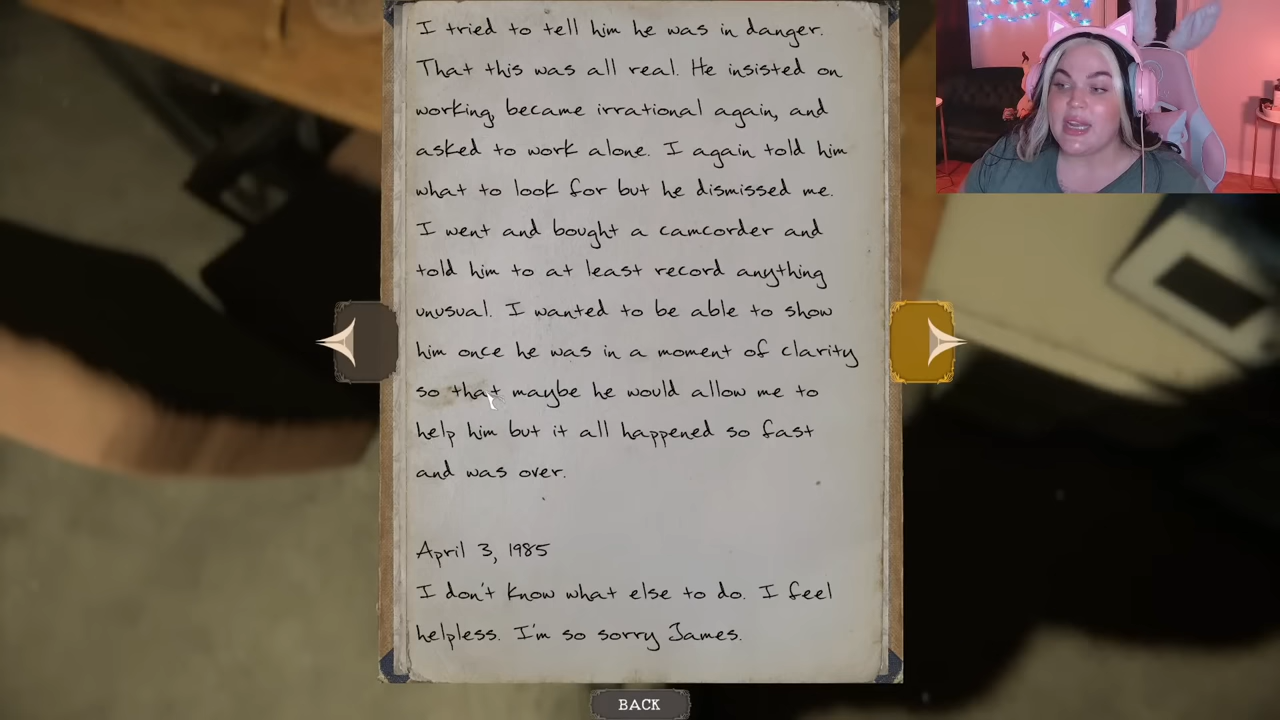 I tried to tell him he was in danger.
That this was all real. He insisted on
working, became irrational again, and
asked to work alone. I again told him
what to look for but he dismissed me.
I went and bought a camcorder and
told him to at least record anything
unusual. I wanted to be able to show
him once he was in a moment of clarity
so that maybe he would allow me to
help him but it all happened so fast
and was over.
April 3, 1985
I don't know what else to do. I feel
helpless. I'm so sorry James.
BACK